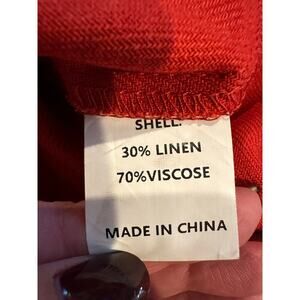 SHELL:
30% LINEN
70%VISCOSE
MADE IN CHINA